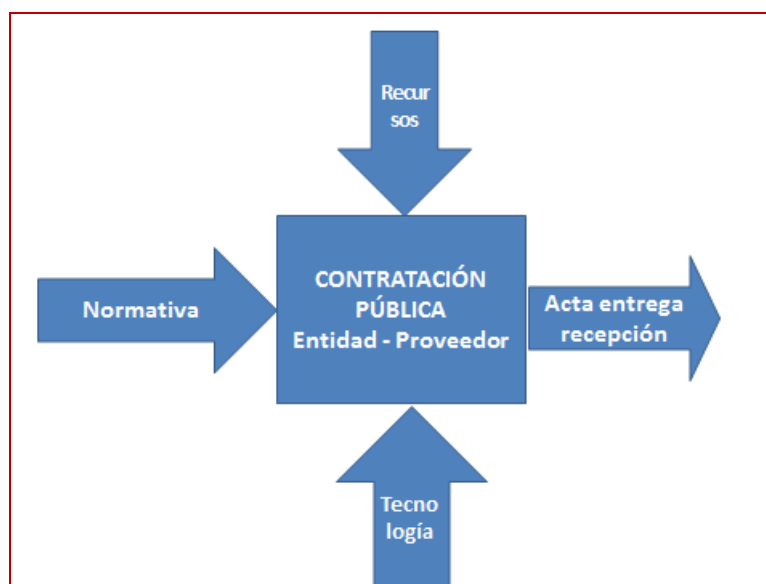 Recur
sos
CONTRATACIÓN
PÚBLICA
Entidad - Proveedor
Normativa
Acta entrega
recepción
Tecno
logía